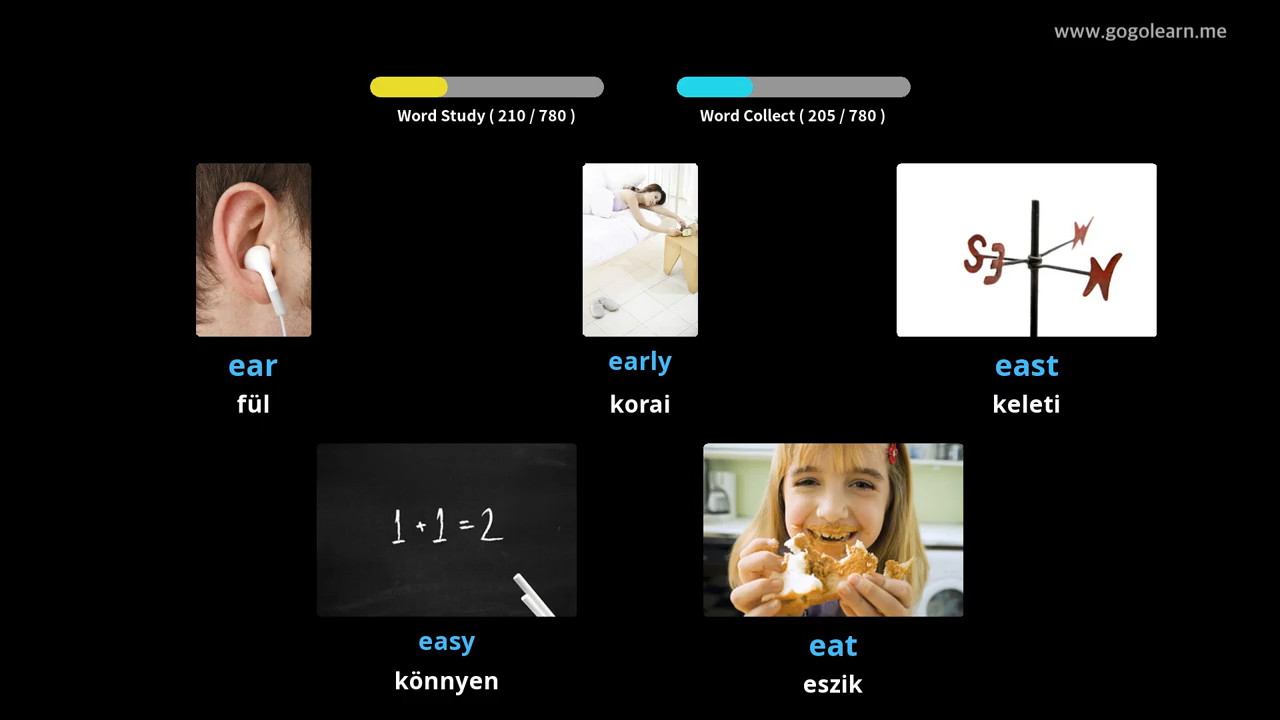 www.gogolearn.me
Word Study ( 210 / 780 )
Word Collect ( 205 / 780 )
S
E
W
N
ear
fül
early
korai
east
keleti
1 + 1 = 2
easy
könnyen
eat
eszik